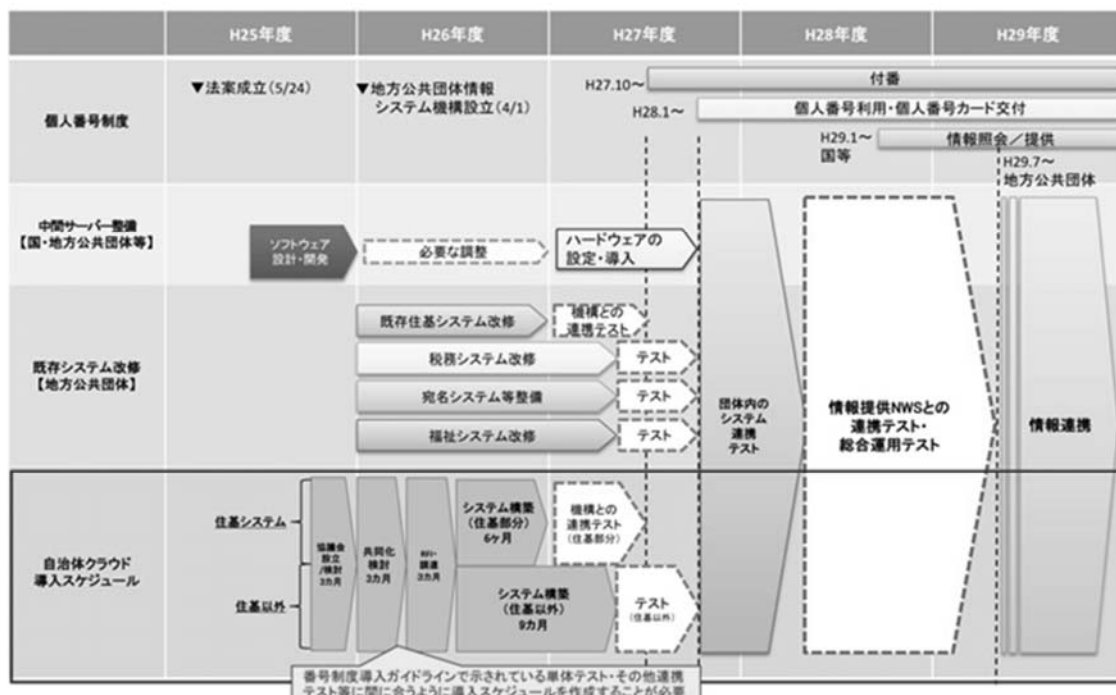 H25年度
H26年度
H27年度
H28年度
H29年度
個人番号制度
▼法案成立(5/24)
▼地方公共団体情報
システム機構設立(4/1)
H27.10～
付番
H28.1～
個人番号利用・個人番号カード交付
H29.1～
国等
情報照会／提供
H29.7～
地方公共団体
中間サーバー整備
【国・地方公共団体等】
ソフトウェア
設計・開発
必要な調整
ハードウェアの
設定・導入
既存システム改修
【地方公共団体】
既存住基システム改修
機構との
連携テスト
税務システム改修
テスト
宛名システム等整備
テスト
福祉システム改修
テスト
団体内の
システム
連携
テスト
情報提供NWSとの
連携テスト・
総合運用テスト
情報連携
自治体クラウド
導入スケジュール
住基システム
住基以外
協議会
設立
/検討
3カ月
共同化
検討
3カ月
RFI・
調達
3カ月
システム構築
(住基部分)
6ヶ月
機構との
連携テスト
(住基部分)
システム構築
(住基以外)
9カ月
テスト
(住基以外)
番号制度導入ガイドラインで示されている単体テスト・その他連携
テスト等に間に合うように導入スケジュールを作成することが必要